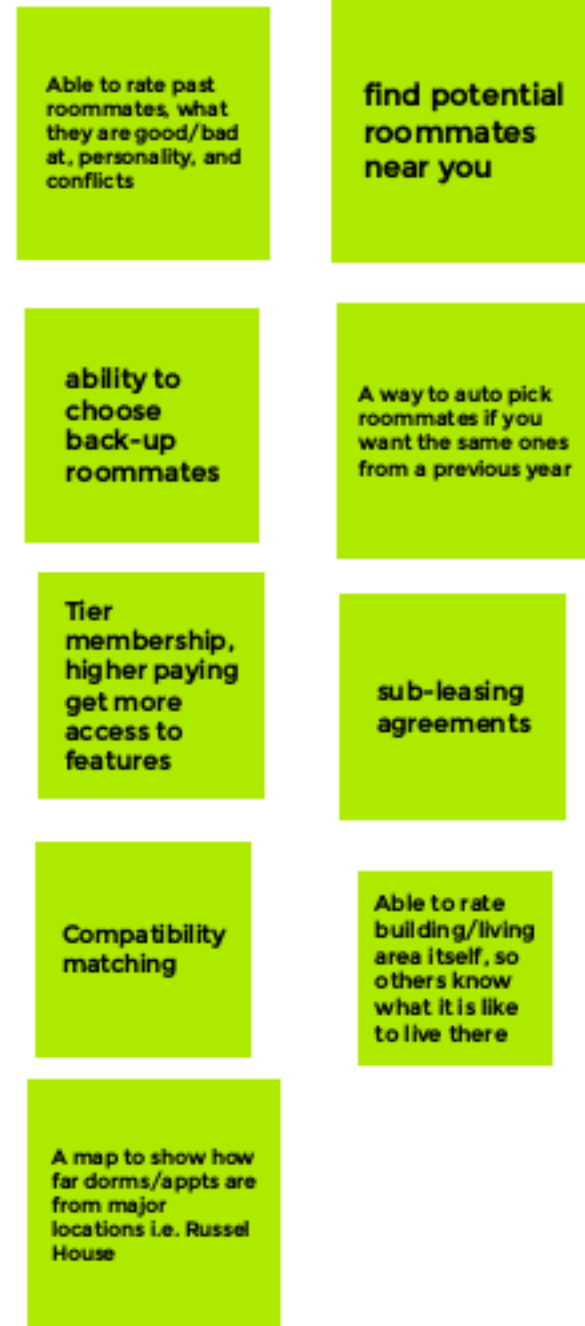 Able to rate past
roommates, what
they are good/bad
at, personality, and
conflicts
find potential
roommates
near you
ability to
choose
back-up
roommates
A way to auto pick
roommates if you
want the same ones
from a previous year
Tier
membership,
higher paying
get more
access to
features
sub-leasing
agreements
Compatibility
matching
Able to rate
building/living
area itself, so
others know
what it is like
to live there
A map to show how
far dorms/appts are
from major
locations i.e. Russel
House